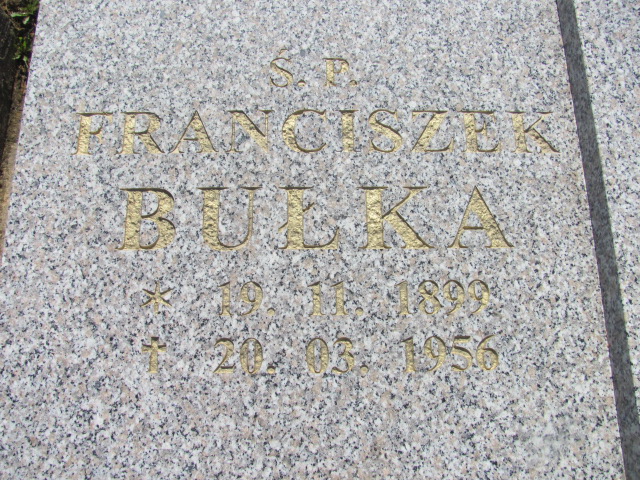 Ś. P.
FRANCISZEK
BUŁKA
* 19. 11. 1899
† 20. 03. 1956